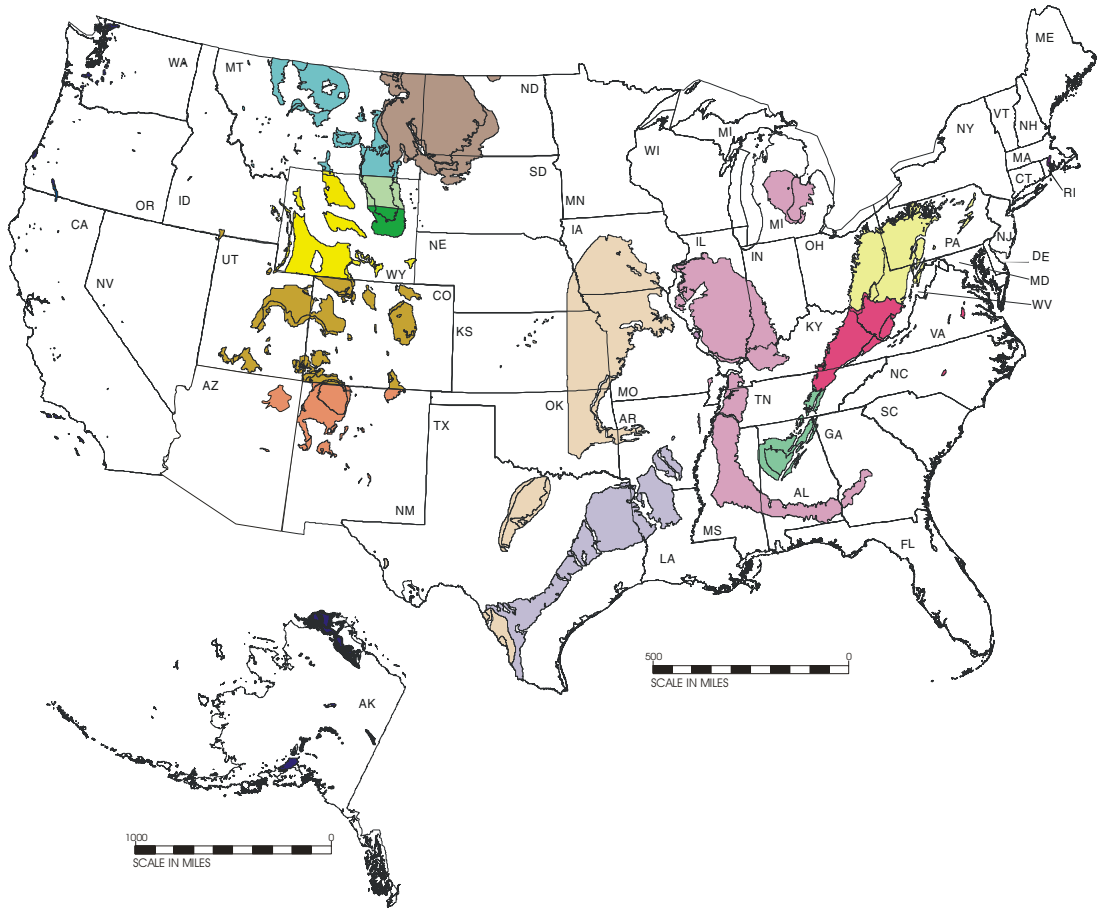 ME
WA
MT
ND
VT
NH
NY
MI
WI
MA
CT
RI
SD
ID
OR
MN
CA
IA
MI
NE
IL
OH
PA
NJ
IN
UT
WY
DE
MD
NV
CO
WV
KS
KY
VA
NC
AZ
MO
TN
OK
AR
SC
TX
GA
AL
NM
MS
FL
LA
500
0
SCALE IN MILES
AK
1000
0
SCALE IN MILES